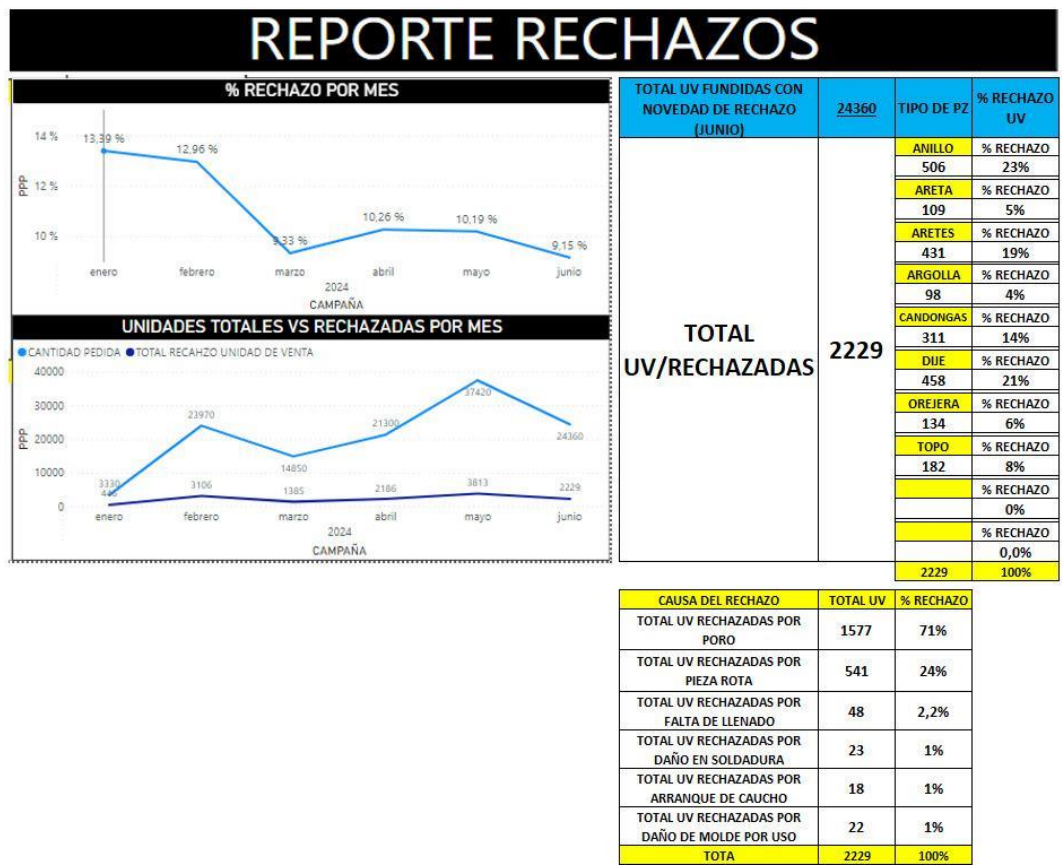 REPORTE RECHAZOS
% RECHAZO POR MES
14 %
12 %
10 %
PPP
13,39 %
12,96 %
9,33 %
10,26 %
10,19 %
9,15 %
enero febrero marzo abril mayo junio
2024
CAMPAÑA
UNIDADES TOTALES VS RECHAZADAS POR MES
CANTIDAD PEDIDA TOTAL RECAHZO UNIDAD DE VENTA
40000
30000
20000
10000
0
PPP
3330 23970 14850 21300 37420 24360
446 3106 1385 2186 3813 2229
enero febrero marzo abril mayo junio
2024
CAMPAÑA
TOTAL UV FUNDIDAS CON
NOVEDAD DE RECHAZO
(JUNIO)
24360
TIPO DE PZ
% RECHAZO
UV
TOTAL
UV/RECHAZADAS
2229
ANILLO % RECHAZO
506 23%
ARETA % RECHAZO
109 5%
ARETES % RECHAZO
431 19%
ARGOLLA % RECHAZO
98 4%
CANDONGAS % RECHAZO
311 14%
DIJE % RECHAZO
458 21%
OREJERA % RECHAZO
134 6%
TOPO % RECHAZO
182 8%
% RECHAZO
0%
% RECHAZO
0,0%
2229 100%
CAUSA DEL RECHAZO TOTAL UV % RECHAZO
TOTAL UV RECHAZADAS POR
PORO
1577 71%
TOTAL UV RECHAZADAS POR
PIEZA ROTA
541 24%
TOTAL UV RECHAZADAS POR
FALTA DE LLENADO
48 2,2%
TOTAL UV RECHAZADAS POR
DAÑO EN SOLDADURA
23 1%
TOTAL UV RECHAZADAS POR
ARRANQUE DE CAUCHO
18 1%
TOTAL UV RECHAZADAS POR
DAÑO DE MOLDE POR USO
22 1%
TOTA 2229 100%